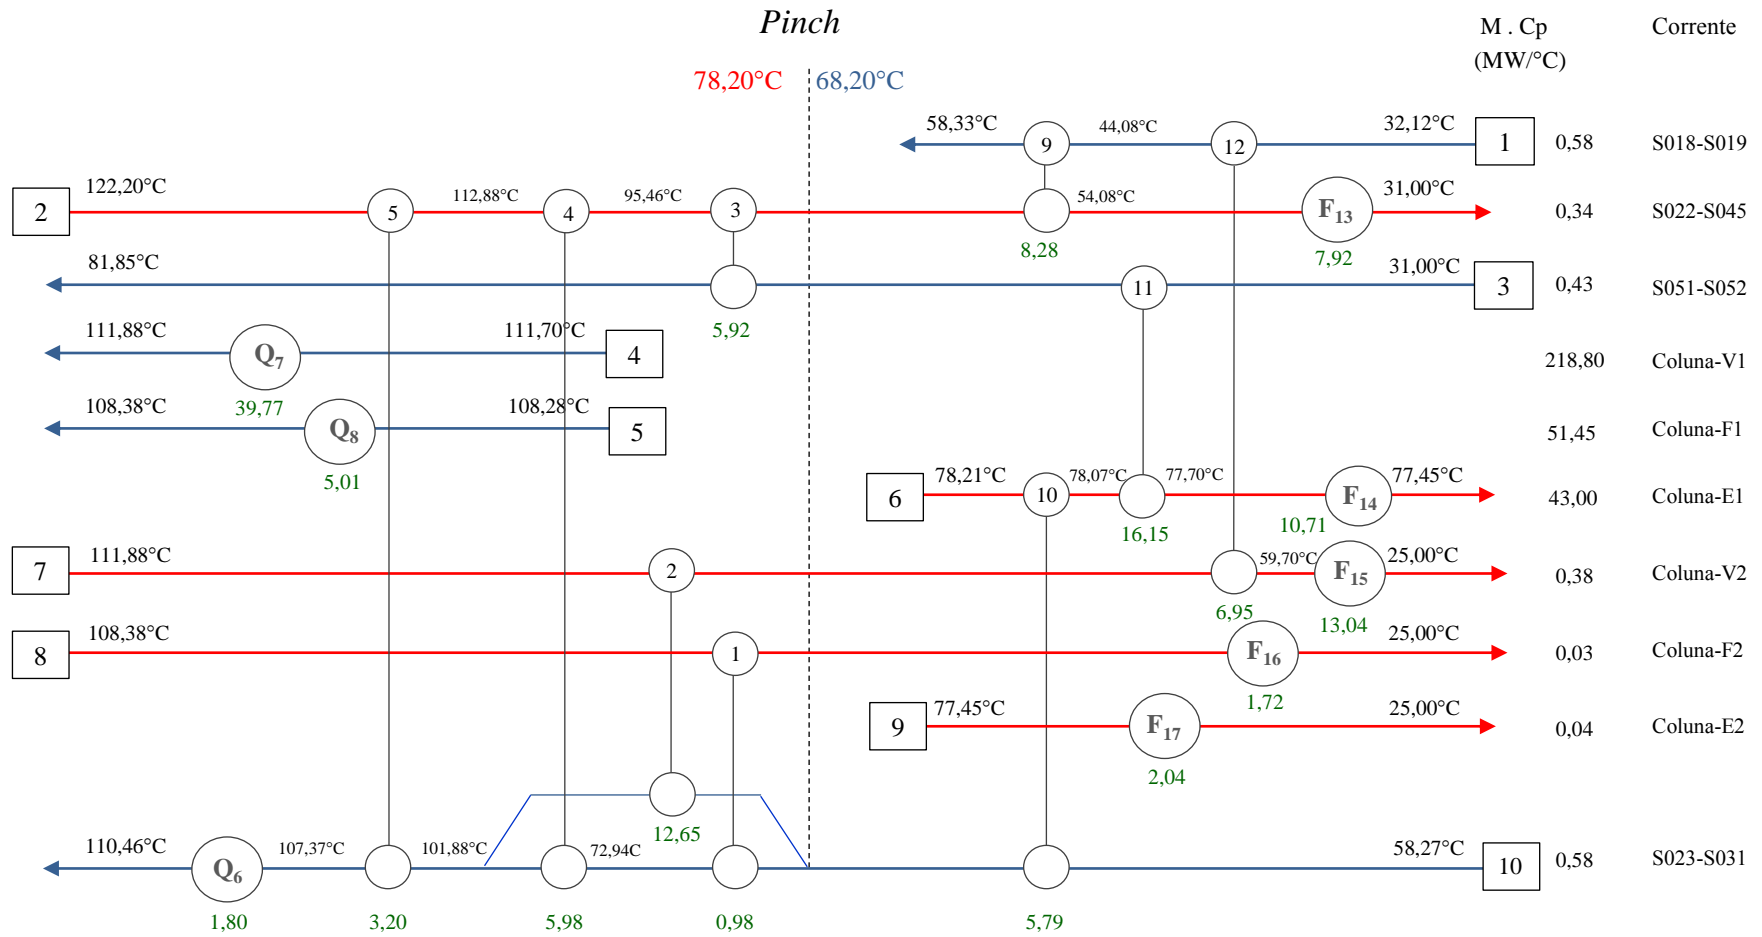 Pinch
M . Cp
(MW/°C)
Corrente
78,20°C
68,20°C
58,33°C
9
44,08°C
12
32,12°C
1
0,58
S018-S019
2
122,20°C
5
112,88°C
4
95,46°C
3
54,08°C
F13
31,00°C
0,34
S022-S045
8,28
7,92
81,85°C
11
31,00°C
3
0,43
S051-S052
5,92
111,88°C
Q7
111,70°C
4
218,80
Coluna-V1
39,77
108,38°C
Q8
108,28°C
5
51,45
Coluna-F1
5,01
6
78,21°C
10
78,07°C
77,70°C
F14
77,45°C
43,00
Coluna-E1
16,15
10,71
7
111,88°C
2
59,70°C
F15
25,00°C
0,38
Coluna-V2
6,95
13,04
8
108,38°C
1
F16
25,00°C
0,03
Coluna-F2
1,72
9
77,45°C
F17
25,00°C
0,04
Coluna-E2
2,04
12,65
110,46°C
Q6
107,37°C
101,88°C
72,94C
58,27°C
10
0,58
S023-S031
1,80
3,20
5,98
0,98
5,79